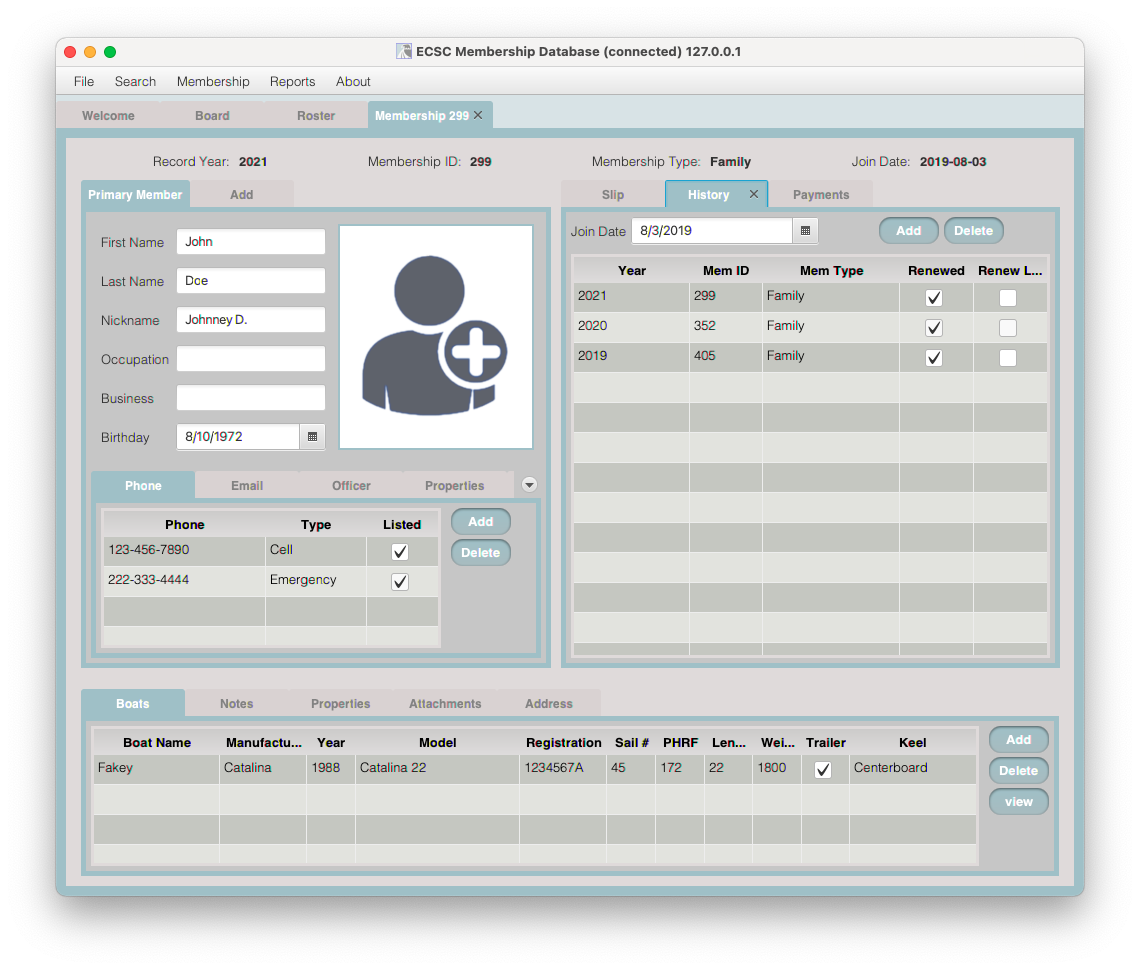 ECSC Membership Database (connected) 127.0.0.1
File Search Membership Reports About
Welcome Board Roster Membership 299
Record Year: 2021 Membership ID: 299 Membership Type: Family Join Date: 2019-08-03
Primary Member Add
First Name John
Last Name Doe
Nickname Johnney D.
Occupation
Business
Birthday 8/10/1972
Phone Email Officer Properties
Phone Type Listed
123-456-7890 Cell
222-333-4444 Emergency
Add
Delete
Slip History Payments
Join Date 8/3/2019 Add Delete
Year Mem ID Mem Type Renewed Renew L...
2021 299 Family
2020 352 Family
2019 405 Family
Boats Notes Properties Attachments Address
Boat Name Manufactu... Year Model Registration Sail # PHRF Len... Wei... Trailer Keel
Fakey Catalina 1988 Catalina 22 1234567A 45 172 22 1800 Centerboard
Add
Delete
view